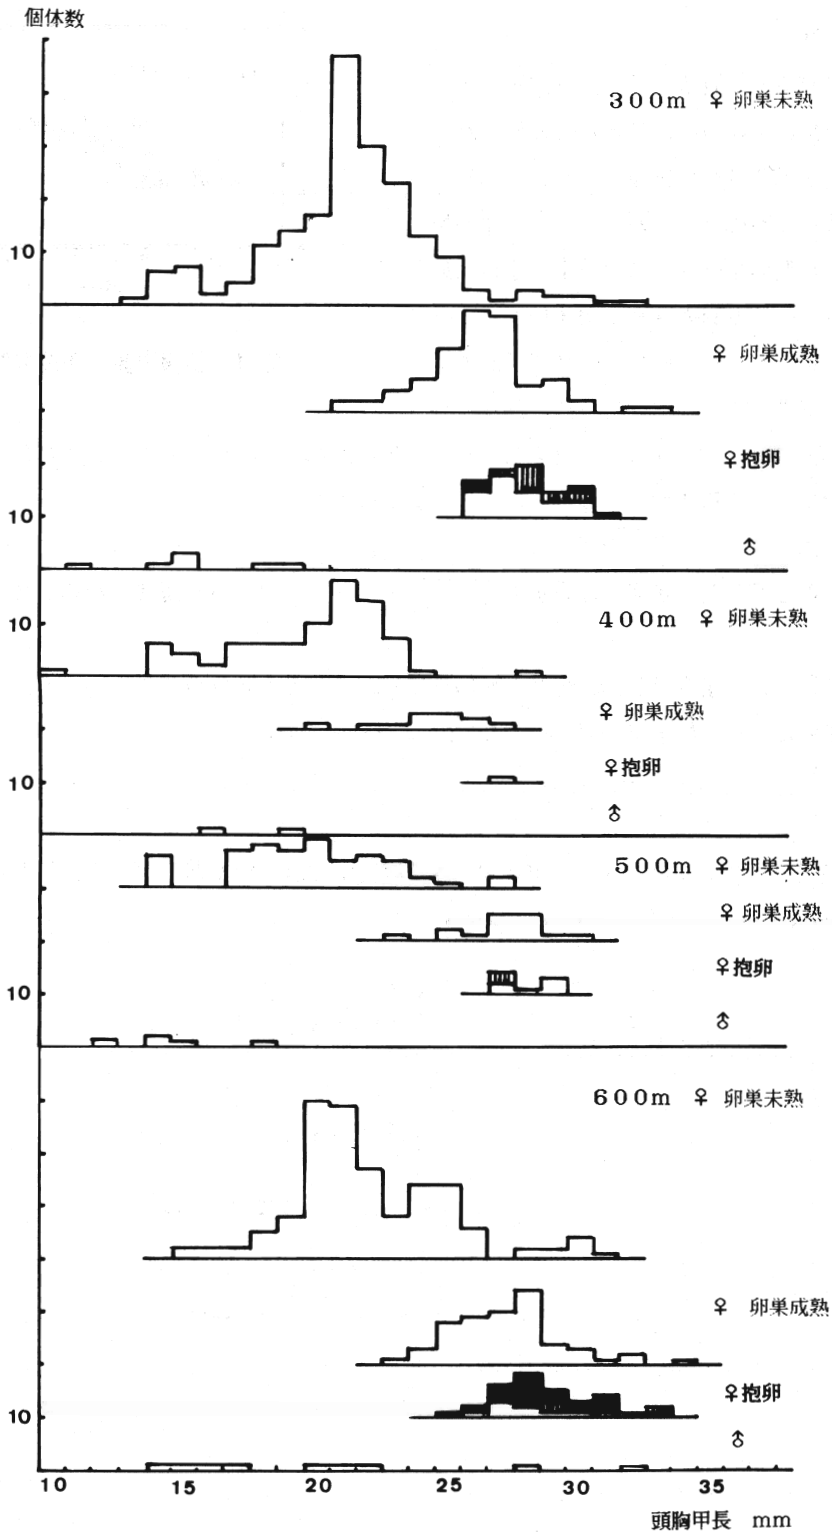 個体数
300m ♀ 卵巣未熟
10
♀ 卵巣成熟
♀抱卵
10
♂
400m ♀ 卵巣未熟
10
♀ 卵巣成熟
♀抱卵
10
♂
500m ♀ 卵巣未熟
♀ 卵巣成熟
♀抱卵
10
♂
600m ♀ 卵巣未熟
♀ 卵巣成熟
♀抱卵
10
♂
10 15 20 25 30 35
頭胸甲長 mm